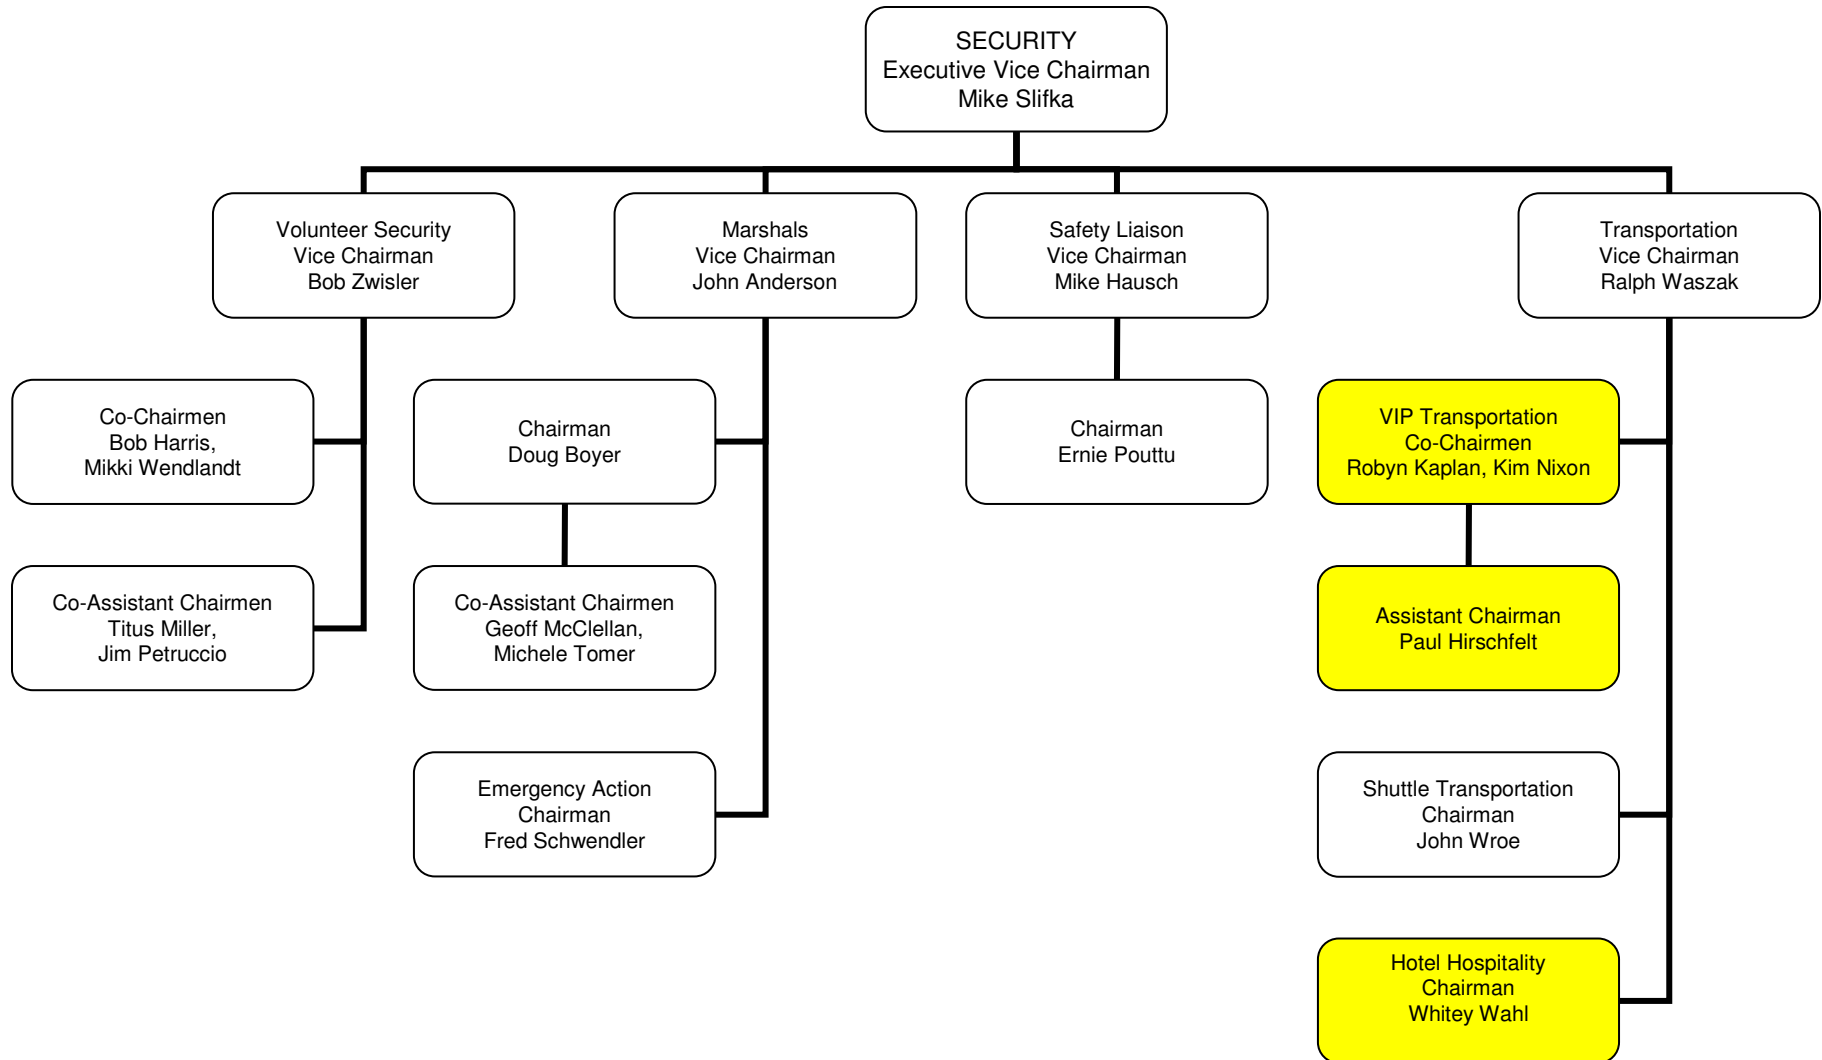 SECURITY
Executive Vice Chairman
Mike Slifka
Volunteer Security
Vice Chairman
Bob Zwisler
Marshals
Vice Chairman
John Anderson
Safety Liaison
Vice Chairman
Mike Hausch
Transportation
Vice Chairman
Ralph Waszak
Co-Chairmen
Bob Harris,
Mikki Wendlandt
Chairman
Doug Boyer
Chairman
Ernie Pouttu
VIP Transportation
Co-Chairmen
Robyn Kaplan, Kim Nixon
Co-Assistant Chairmen
Titus Miller,
Jim Petruccio
Co-Assistant Chairmen
Geoff McClellan,
Michele Tomer
Assistant Chairman
Paul Hirschfelt
Emergency Action
Chairman
Fred Schwendler
Shuttle Transportation
Chairman
John Wroe
Hotel Hospitality
Chairman
Whitey Wahl